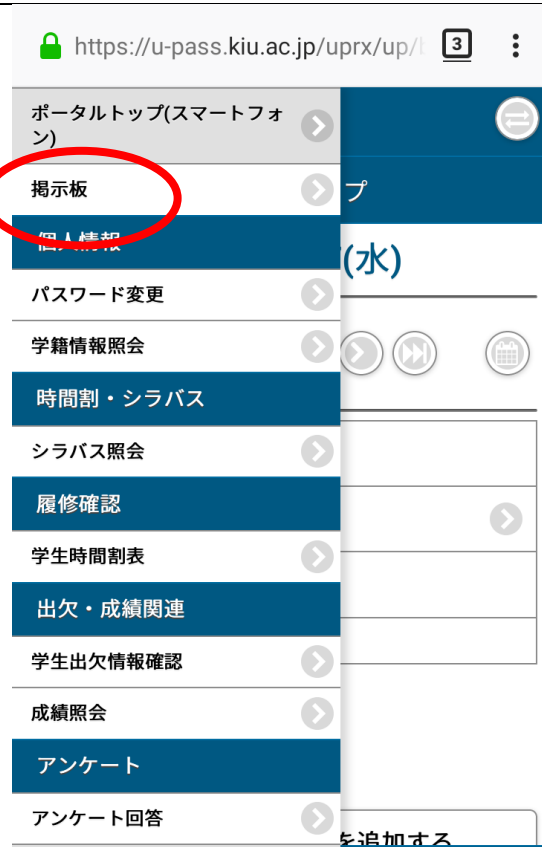 https://u-pass.kiu.ac.jp/uprx/up/
3
ポータルトップ(スマートフォ
ン)
掲示板
プ
個人情報
(水)
パスワード変更
学籍情報照会
時間割・シラバス
シラバス照会
履修確認
学生時間割表
出欠・成績関連
学生出欠情報確認
成績照会
アンケート
アンケート回答
を追加する